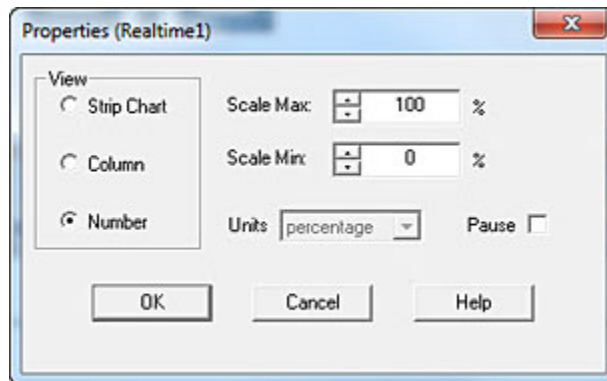 Properties (Realtime1)
View
Strip Chart
Scale Max: 100 %
Column
Scale Min: 0 %
Number
Units percentage Pause
OK Cancel Help